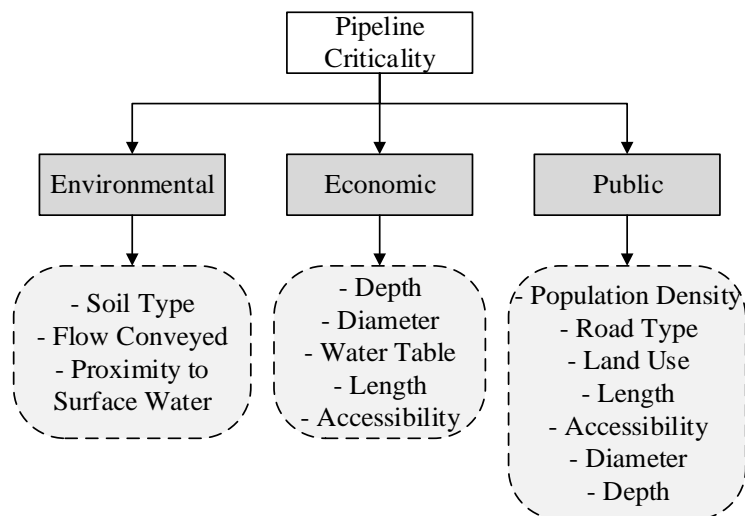 Pipeline
Criticality
Environmental
Economic
Public
- Soil Type
- Flow Conveyed
- Proximity to
Surface Water
- Depth
- Diameter
- Water Table
- Length
- Accessibility
- Population Density
- Road Type
- Land Use
- Length
- Accessibility
- Diameter
- Depth